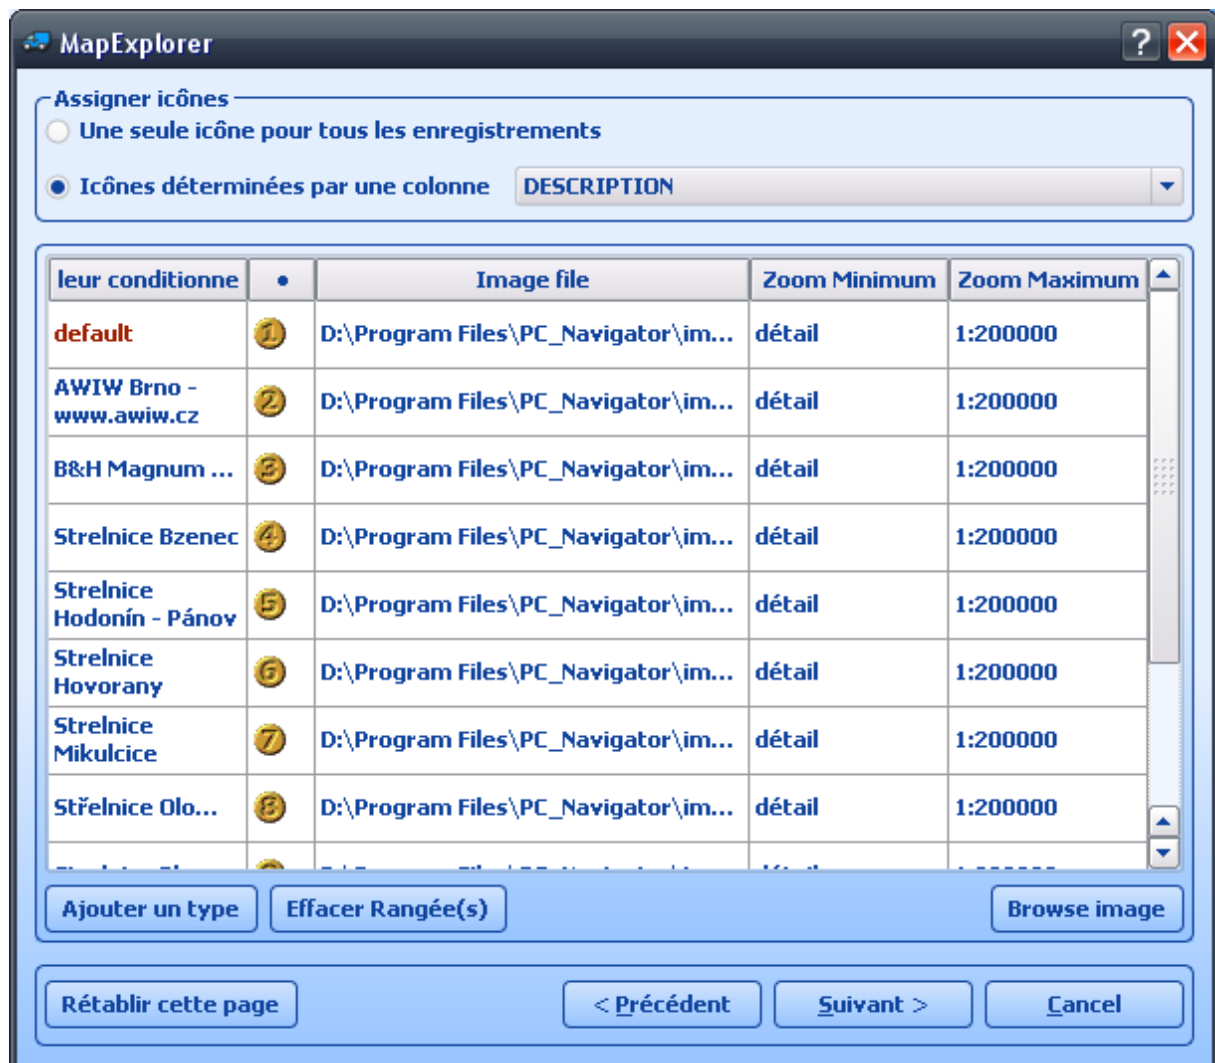 MapExplorer
Assigner icônes
Une seule icône pour tous les enregistrements
Icônes déterminées par une colonne DESCRIPTION
leur conditionne • Image file Zoom Minimum Zoom Maximum
default 1 D:\Program Files\PC_Navigator\im... détail 1:200000
AWIW Brno -
www.awiw.cz 2 D:\Program Files\PC_Navigator\im... détail 1:200000
B&H Magnum ... 3 D:\Program Files\PC_Navigator\im... détail 1:200000
Strelnice Bzenec 4 D:\Program Files\PC_Navigator\im... détail 1:200000
Strelnice
Hodonín - Pánov 5 D:\Program Files\PC_Navigator\im... détail 1:200000
Strelnice
Hovorany 6 D:\Program Files\PC_Navigator\im... détail 1:200000
Strelnice
Mikulcice 7 D:\Program Files\PC_Navigator\im... détail 1:200000
Střelnice Olo... 8 D:\Program Files\PC_Navigator\im... détail 1:200000
Ajouter un type Effacer Rangée(s) Browse image
Rétablir cette page < Précédent Suivant > Cancel